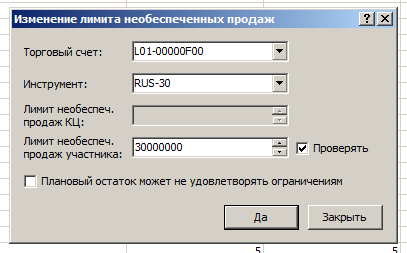 Изменение лимита необеспеченных продаж
Торговый счет: L01-00000F00
Инструмент: RUS-30
Лимит необеспеч.
продаж КЦ:
Лимит необеспеч.
продаж участника: 30000000 Проверять
Плановый остаток может не удовлетворять ограничениям
Да Закрыть
5 5